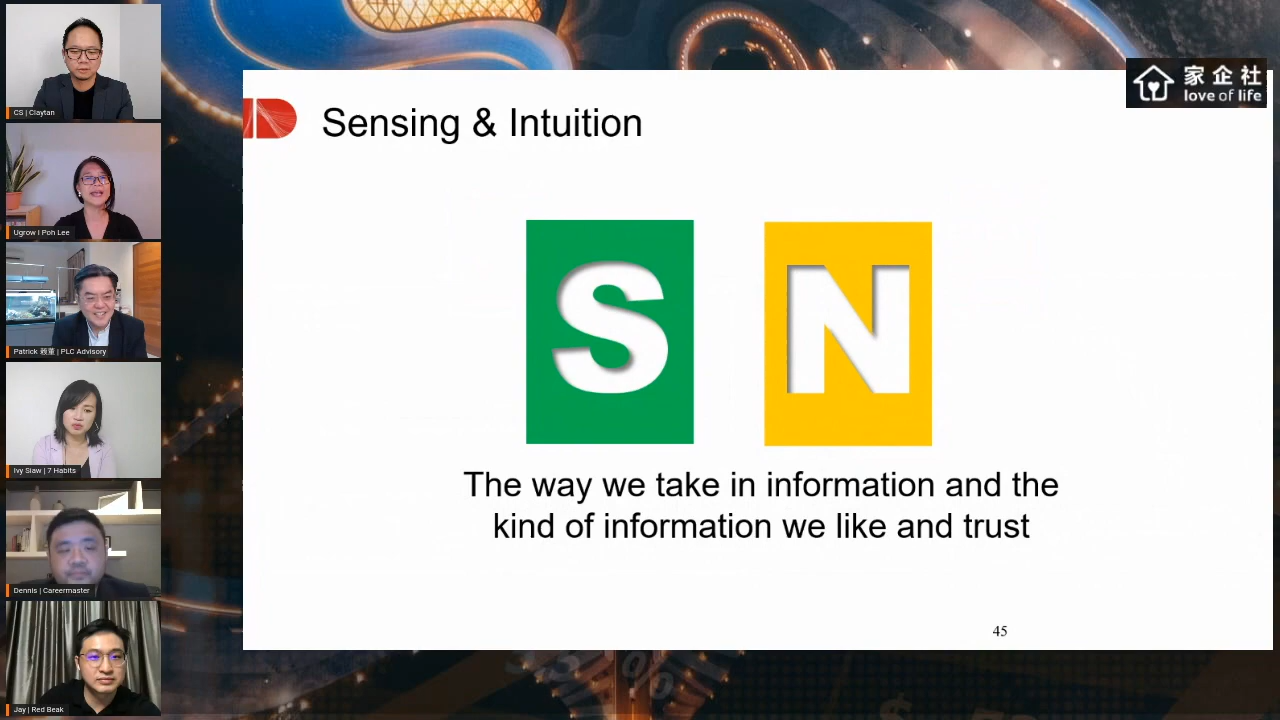 CS | Claytan
Ugrow I Poh Lee
Patrick 赖董 | PLC Advisory
Ivy Siaw | 7 Habits
Dennis | Careermaster
Jay | Red Beak
家企社
love of life
Sensing & Intuition
S N
The way we take in information and the
kind of information we like and trust
45